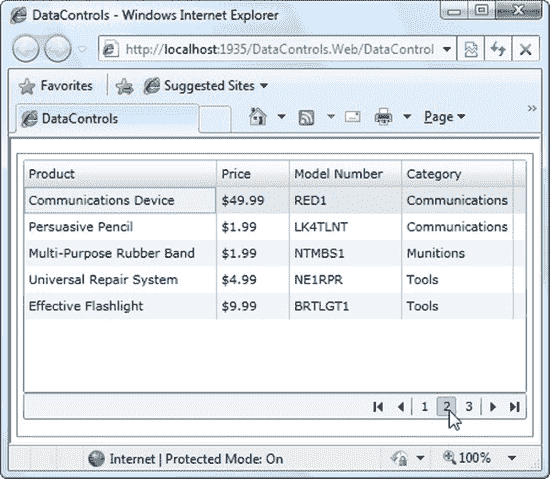 DataControls - Windows Internet Explorer
http://localhost:1935/DataControls.Web/DataControl
Favorites Suggested Sites
DataControls Page »
Product Price Model Number Category
Communications Device $49.99 RED1 Communications
Persuasive Pencil $1.99 LK4TLNT Communications
Multi-Purpose Rubber Band $1.99 NTMBS1 Munitions
Universal Repair System $4.99 NE1RPR Tools
Effective Flashlight $9.99 BRTLGT1 Tools
1 2 3
Internet | Protected Mode: On 100%